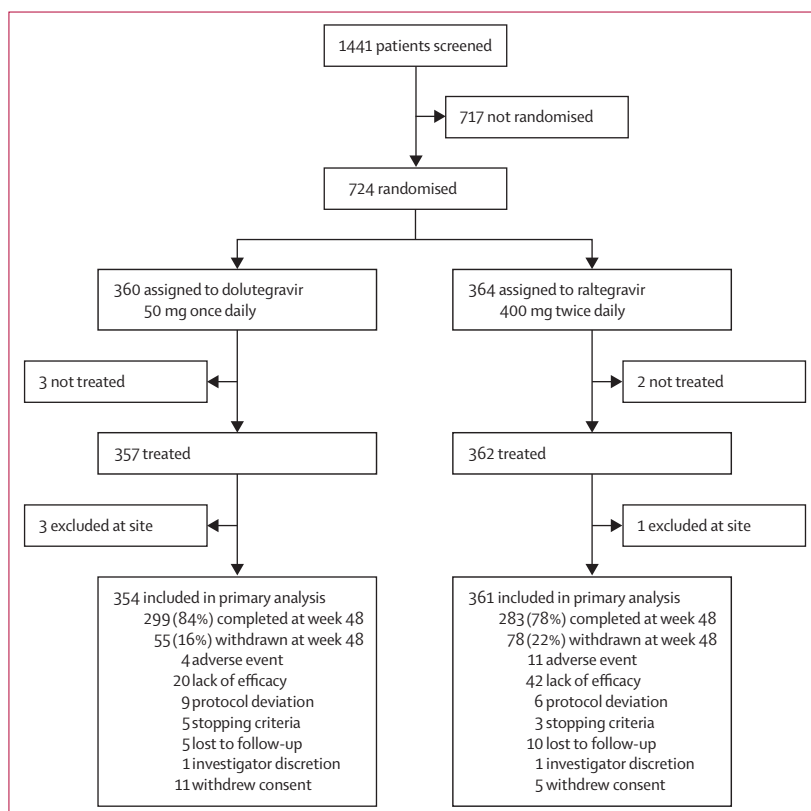 1441 patients screened
717 not randomised
724 randomised
360 assigned to dolutegravir
50 mg once daily
364 assigned to raltegravir
400 mg twice daily
3 not treated
2 not treated
357 treated
362 treated
3 excluded at site
1 excluded at site
354 included in primary analysis
299 (84%) completed at week 48
55 (16%) withdrawn at week 48
4 adverse event
20 lack of efficacy
9 protocol deviation
5 stopping criteria
5 lost to follow-up
1 investigator discretion
11 withdrew consent
361 included in primary analysis
283 (78%) completed at week 48
78 (22%) withdrawn at week 48
11 adverse event
42 lack of efficacy
6 protocol deviation
3 stopping criteria
10 lost to follow-up
1 investigator discretion
5 withdrew consent